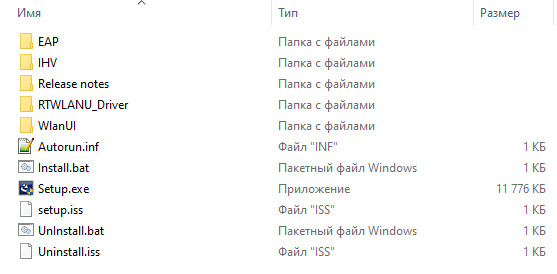 Имя Тип Размер
EAP Папка с файлами
IHV Папка с файлами
Release notes Папка с файлами
RTWLANU_Driver Папка с файлами
WlanUI Папка с файлами
Autorun.inf Файл "INF" 1 КБ
Install.bat Пакетный файл Windows 1 КБ
Setup.exe Приложение 11 776 КБ
setup.iss Файл "ISS" 1 КБ
UnInstall.bat Пакетный файл Windows 1 КБ
Uninstall.iss Файл "ISS" 1 КБ